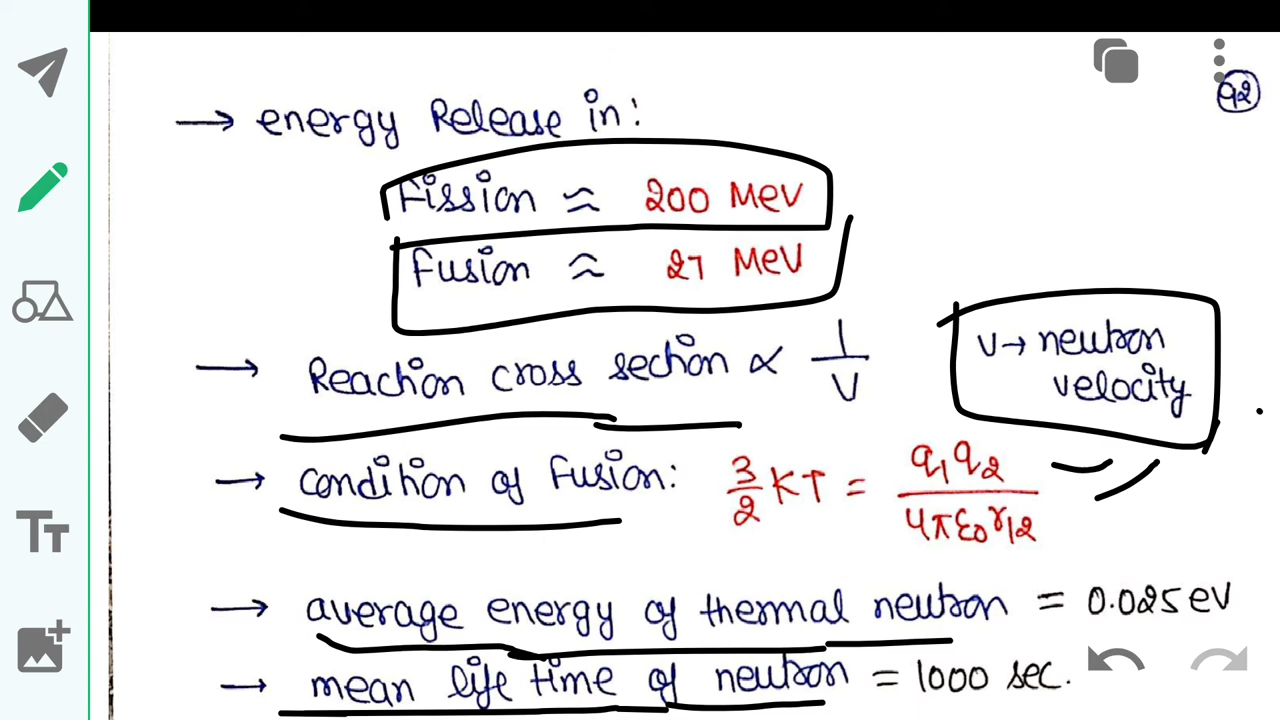 92
→ energy Release in:
Fission ≈ 200 MeV
Fusion ≈ 27 MeV
→ Reaction cross section ∝ 1/V
V → neutron velocity
→ condition of Fusion: 3/2 KT = q₁q₂/4πε₀r₁₂
→ average energy of thermal neutron = 0.025 eV
→ mean life time of neutron = 1000 sec.
TT